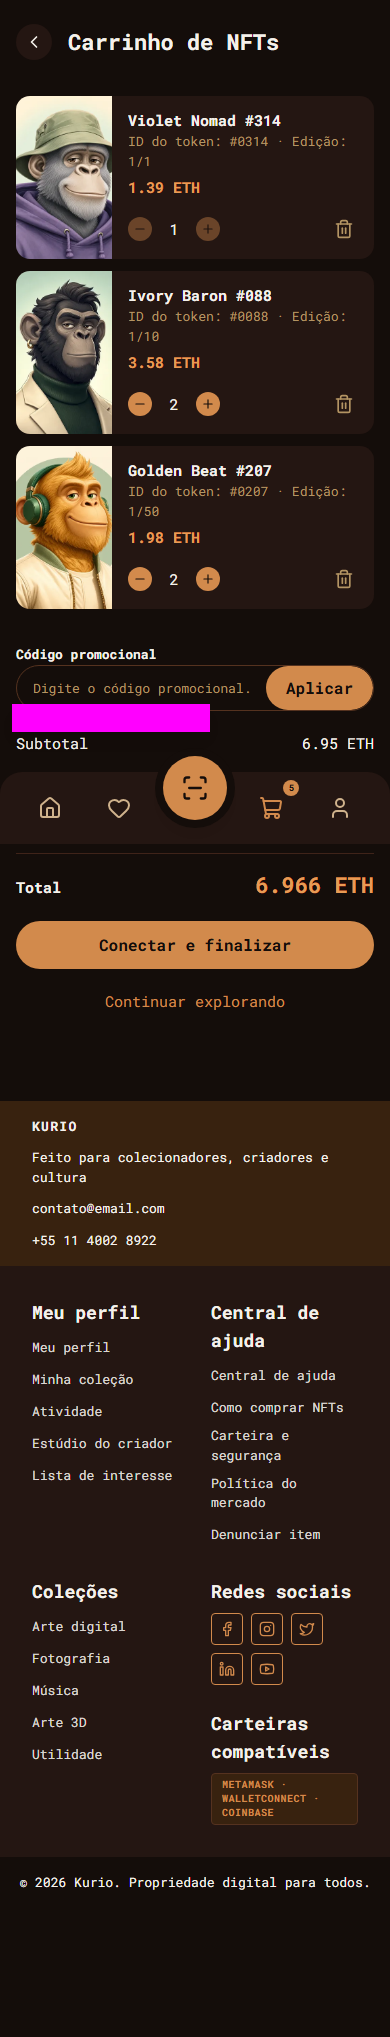 Carrinho de NFTs
Violet Nomad #314
ID do token: #0314 · Edição:
1/1
1.39 ETH
1
Ivory Baron #088
ID do token: #0088 · Edição:
1/10
3.58 ETH
2
Golden Beat #207
ID do token: #0207 · Edição:
1/50
1.98 ETH
2
Código promocional
Digite o código promocional.
Aplicar
Subtotal
6.95 ETH
5
Total
6.966 ETH
Conectar e finalizar
Continuar explorando
KURIO
Feito para colecionadores, criadores e
cultura
contato@email.com
+55 11 4002 8922
Meu perfil
Meu perfil
Minha coleção
Atividade
Estúdio do criador
Lista de interesse
Central de
ajuda
Central de ajuda
Como comprar NFTs
Carteira e
segurança
Política do
mercado
Denunciar item
Coleções
Arte digital
Fotografia
Música
Arte 3D
Utilidade
Redes sociais
Carteiras
compatíveis
METAMASK ·
WALLETCONNECT ·
COINBASE
© 2026 Kurio. Propriedade digital para todos.